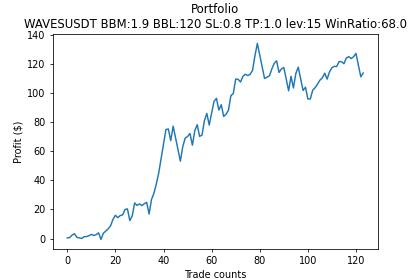 Portfolio
WAVESUSDT BBM:1.9 BBL:120 SL:0.8 TP:1.0 lev:15 WinRatio:68.0
140
120
100
80
60
40
20
0
Profit ($)
0 20 40 60 80 100 120
Trade counts